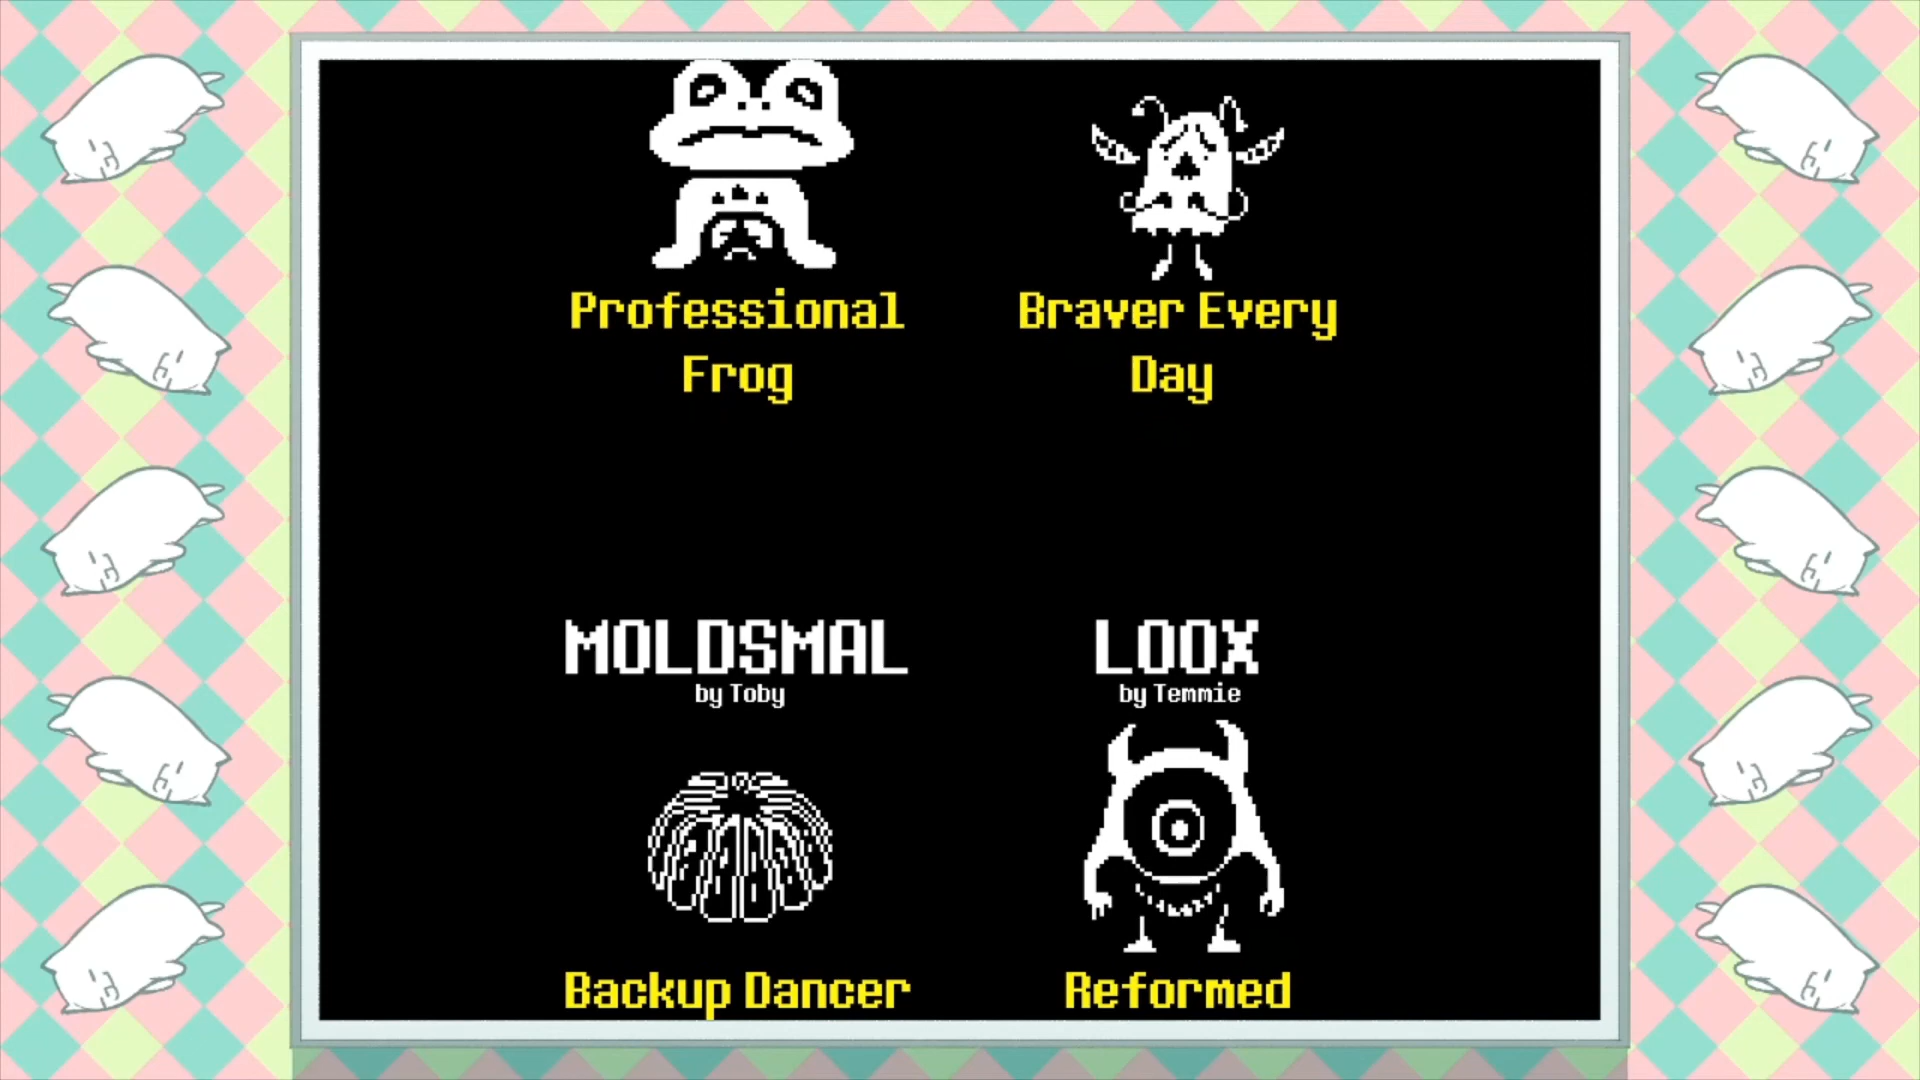 Professional
Frog
Braver Every
Day
MOLDSMAL
by Toby
LOOX
by Temmie
Backup Dancer
Reformed